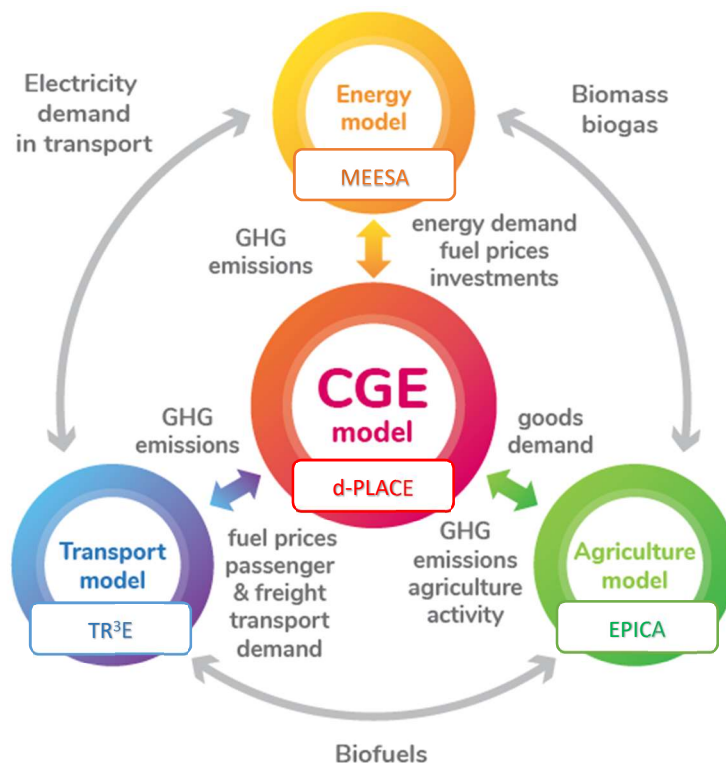 Electricity
demand
in transport
Energy
model
MEESA
Biomass
biogas
GHG
emissions
energy demand
fuel prices
investments
CGE
model
d-PLACE
GHG
emissions
goods
demand
Transport
model
TR³E
fuel prices
passenger
& freight
transport
demand
GHG
emissions
agriculture
activity
Agriculture
model
EPICA
Biofuels